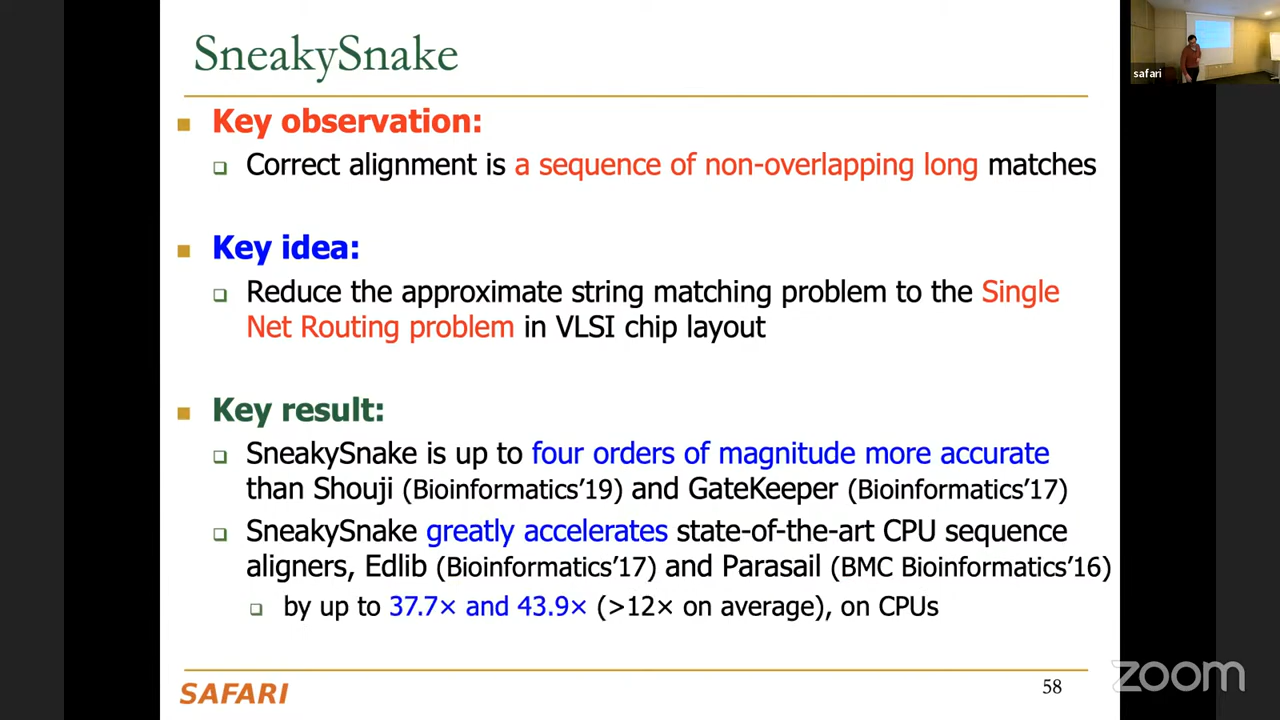 SneakySnake
safari
Key observation:
Correct alignment is a sequence of non-overlapping long matches
Key idea:
Reduce the approximate string matching problem to the Single
Net Routing problem in VLSI chip layout
Key result:
SneakySnake is up to four orders of magnitude more accurate
than Shouji (Bioinformatics’19) and GateKeeper (Bioinformatics’17)
SneakySnake greatly accelerates state-of-the-art CPU sequence
aligners, Edlib (Bioinformatics’17) and Parasail (BMC Bioinformatics’16)
by up to 37.7× and 43.9× (>12× on average), on CPUs
SAFARI
58
zoom